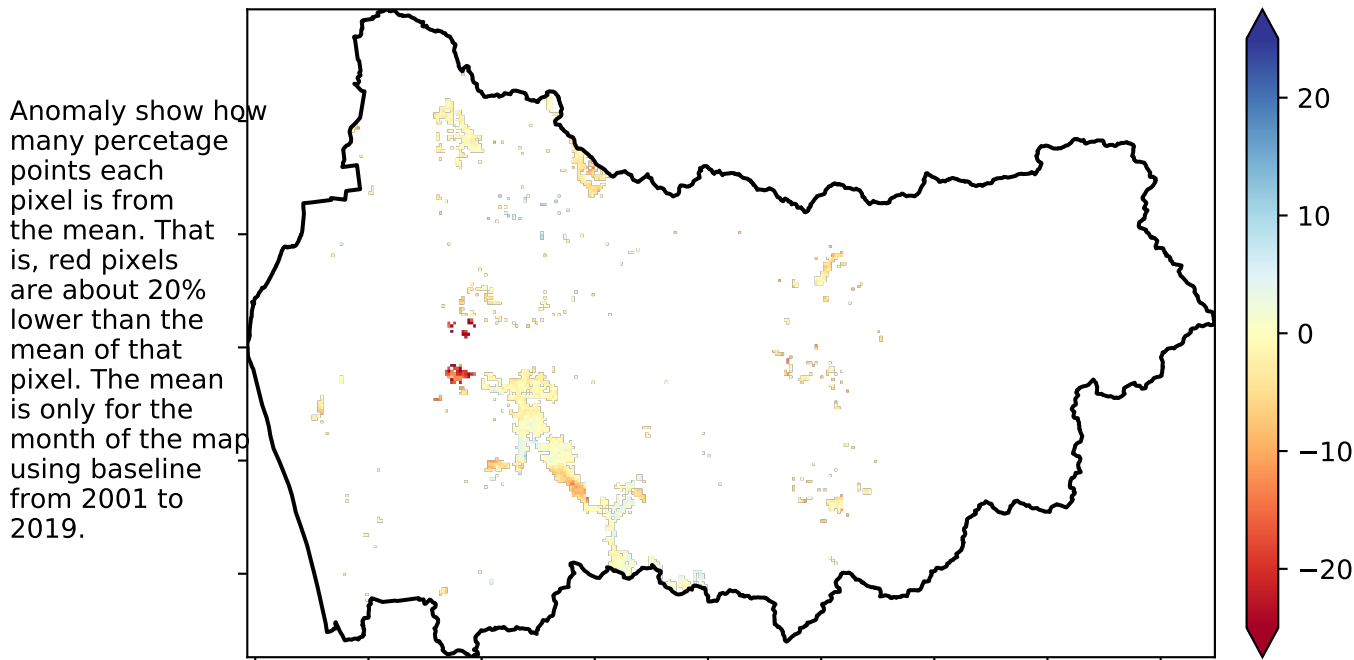 Anomaly show how
many percetage
points each
pixel is from
the mean. That
is, red pixels
are about 20%
lower than the
mean of that
pixel. The mean
is only for the
month of the map
using baseline
from 2001 to
2019.
20
10
0
−10
−20